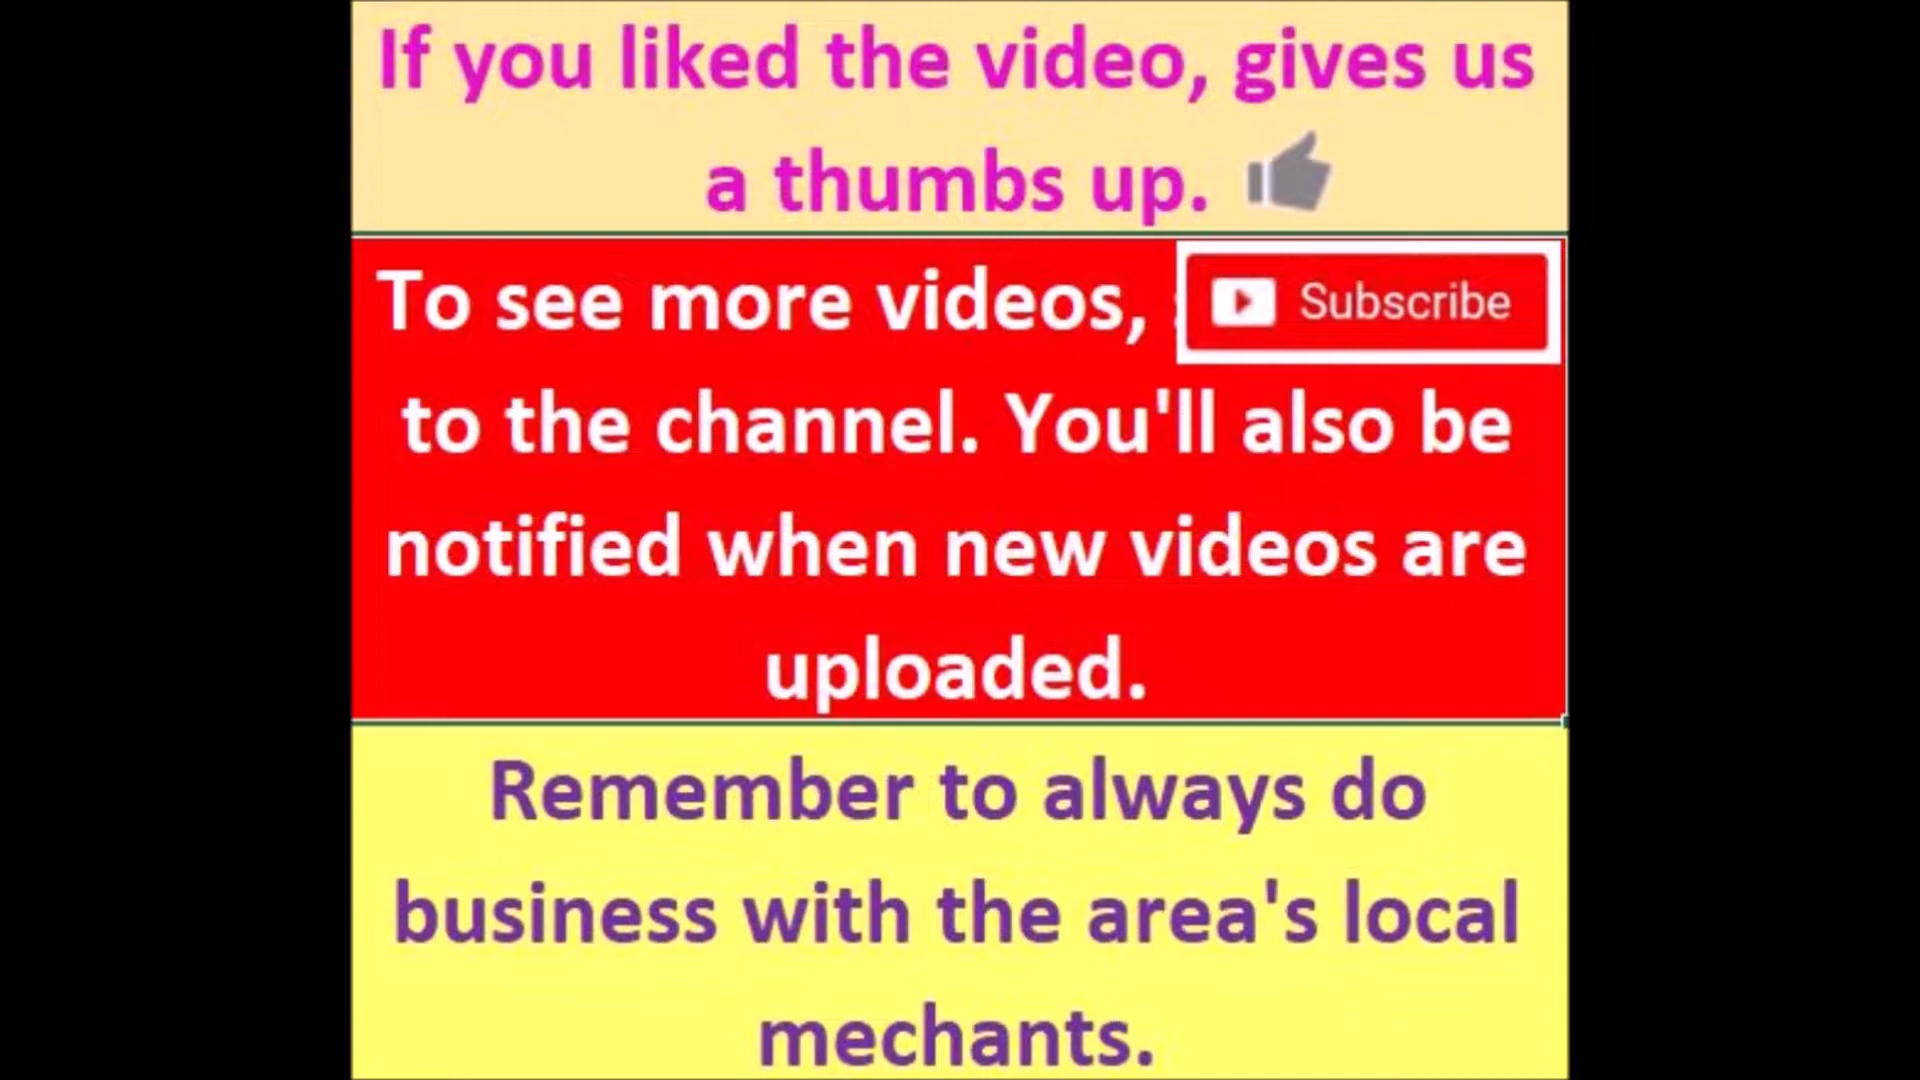 If you liked the video, gives us
a thumbs up.
To see more videos, Subscribe
to the channel. You'll also be
notified when new videos are
uploaded.
Remember to always do
business with the area's local
mechants.